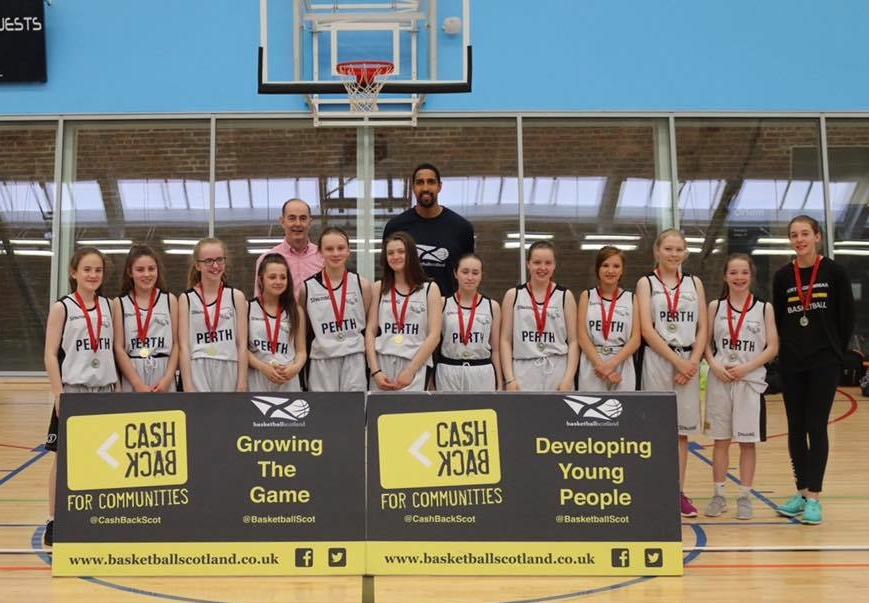 UESTS
PERTH
PERTH
PERTH
PERTH
PERTH
PERTH
PERTH
PERTH
PERTH
PERTH
PERTH
BASKETBALL
CASH
BACK
FOR COMMUNITIES
@CashBackScot
basketballscotland
Growing
The
Game
@BasketballScot
www.basketballscotland.co.uk
CASH
BACK
FOR COMMUNITIES
@CashBackScot
basketballscotland
Developing
Young
People
@BasketballScot
www.basketballscotland.co.uk